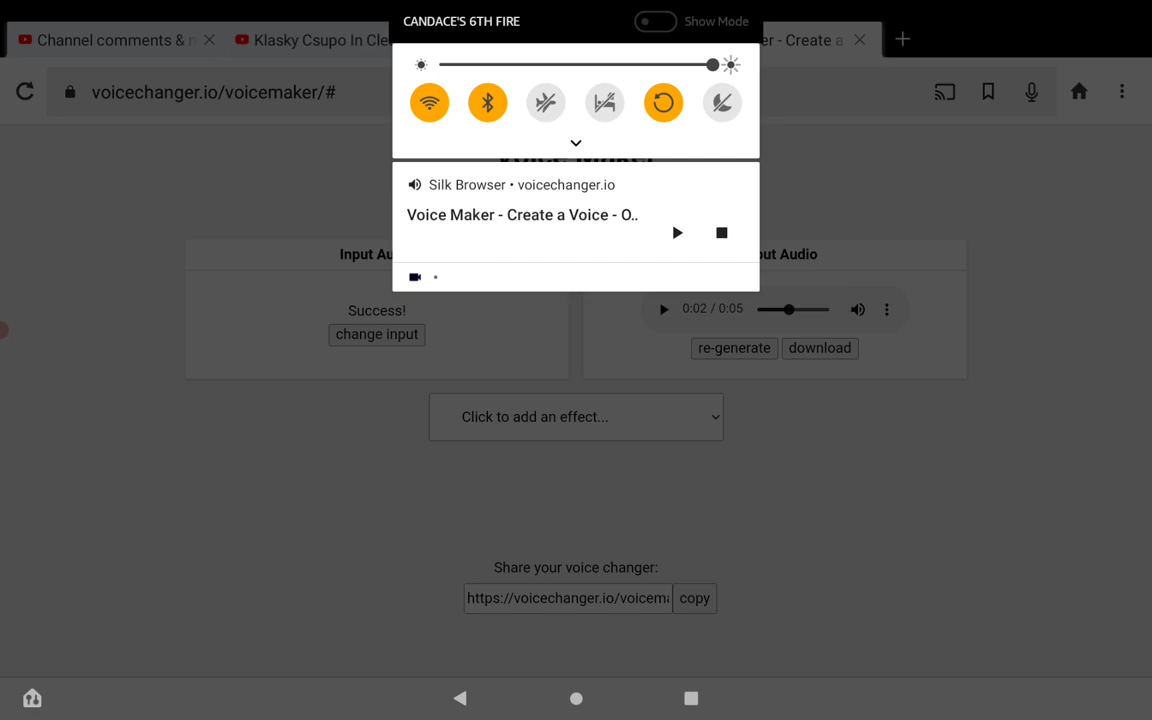 CANDACE'S 6TH FIRE
Show Mode
Channel comments &
Klasky Csupo In Cle
er - Create a
voicechanger.io/voicemaker/#
Silk Browser • voicechanger.io
Voice Maker - Create a Voice - O..
Input Au
put Audio
Success!
change input
0:02 / 0:05
re-generate
download
Click to add an effect...
Share your voice changer:
https://voicechanger.io/voicema
copy